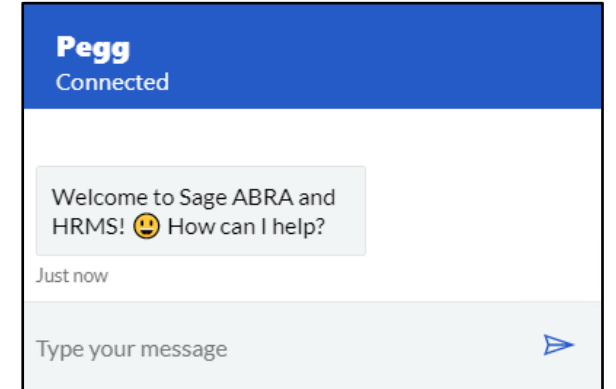 Pegg
Connected
Welcome to Sage ABRA and
HRMS! 😃 How can I help?
Just now
Type your message